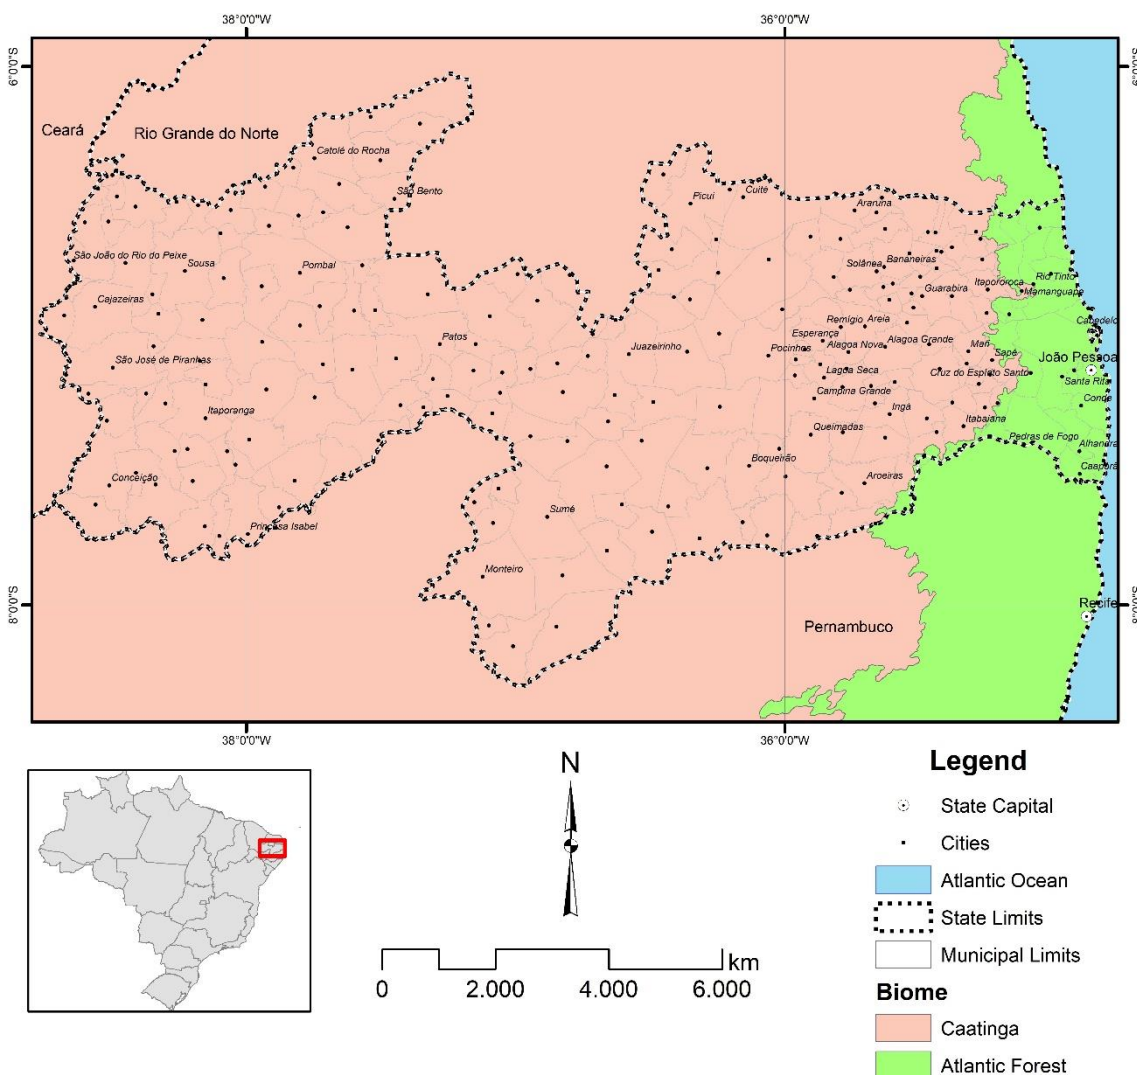 38°0'0"W 36°0'0"W
6°0'0"S 6°0'0"S
Ceará
Rio Grande do Norte
Catolé do Rocha
São Bento
Picuí
Cuité
Araruna
São João do Rio do Peixe
Sousa
Pombal
Solânea
Bananeiras
Rio Tinto
Cajazeiras
Guarabira
Itapororoca
Mamanguape
Remígio
Areia
Cabedelo
Esperança
São José de Piranhas
Patos
Juazeirinho
Pocinhos
Alagoa Nova
Alagoa Grande
Mari
Sapé
João Pessoa
Lagoa Seca
Cruz do Espíto Santo
Santa Rita
Campina Grande
Itaporanga
Ingá
Conde
Queimadas
Itabaiana
Pedras de Fogo
Alhandra
Conceição
Boqueirão
Aroeiras
Caaporã
Princesa Isabel
Sumé
Monteiro
8°0'0"S 8°0'0"S
Recife
Pernambuco
38°0'0"W 36°0'0"W
N
km
0 2.000 4.000 6.000
Legend
State Capital
Cities
Atlantic Ocean
State Limits
Municipal Limits
Biome
Caatinga
Atlantic Forest